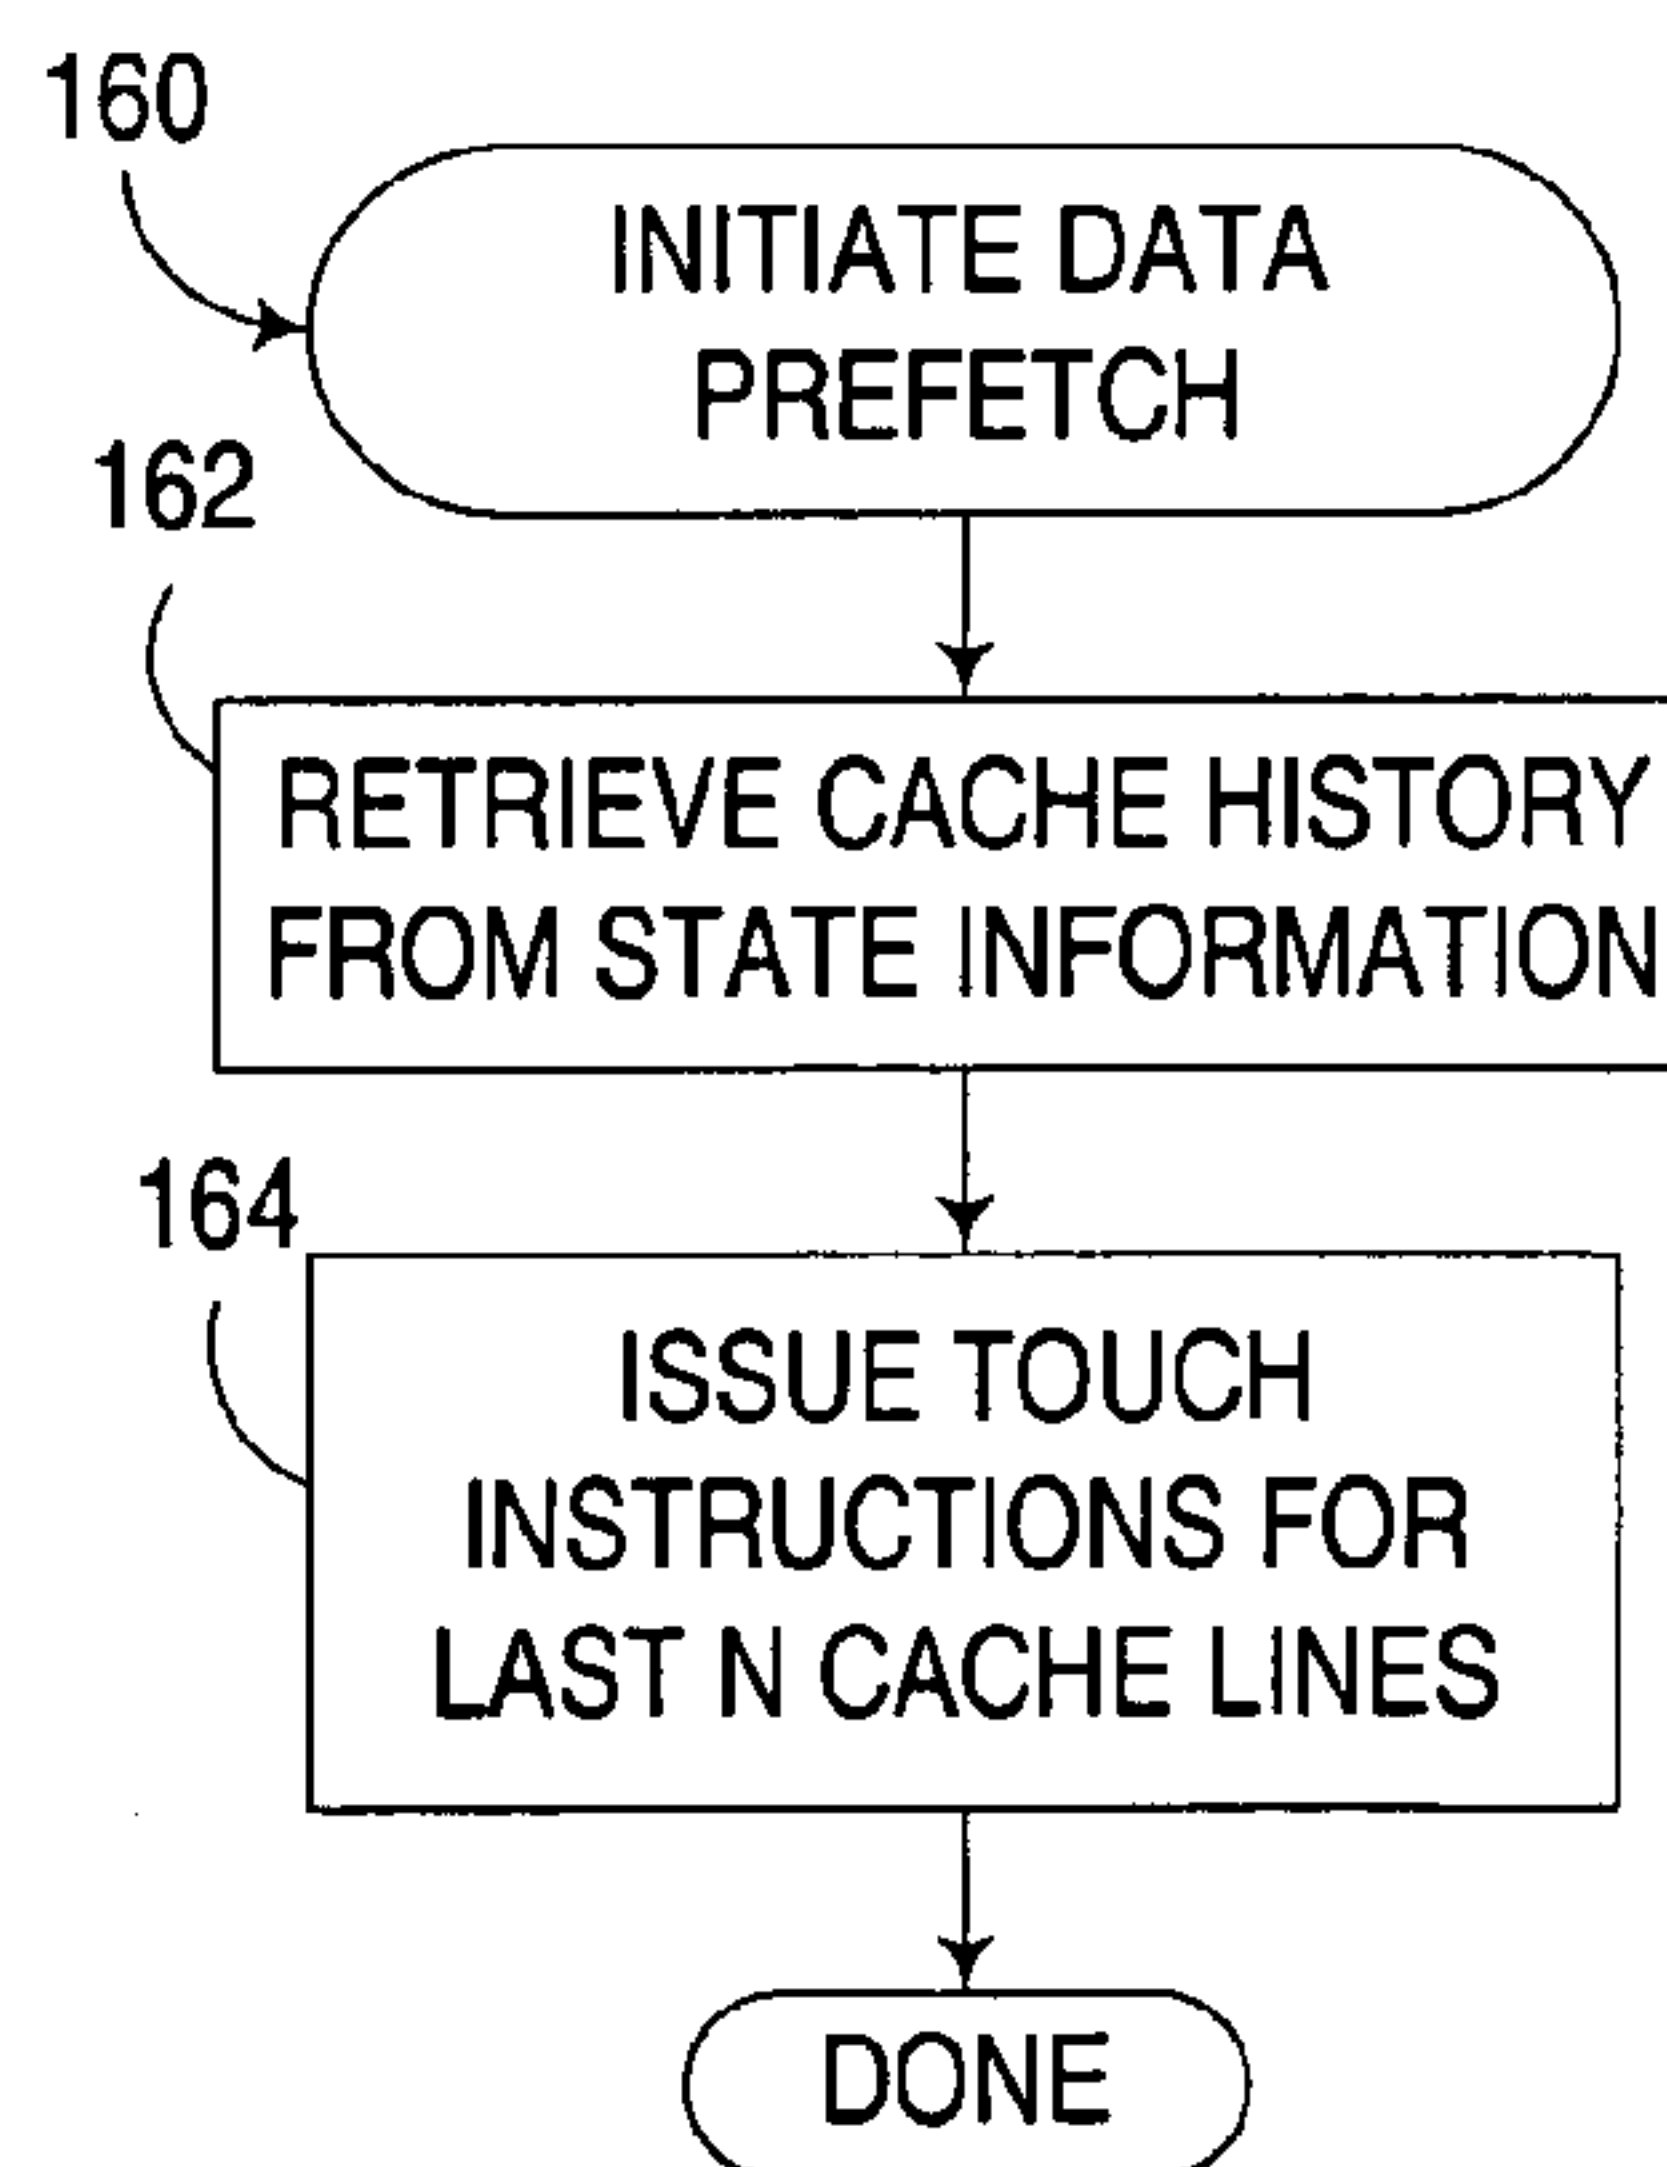 160
INITIATE DATA
PREFETCH
162
RETRIEVE CACHE HISTORY
FROM STATE INFORMATION
164
ISSUE TOUCH
INSTRUCTIONS FOR
LAST N CACHE LINES
DONE